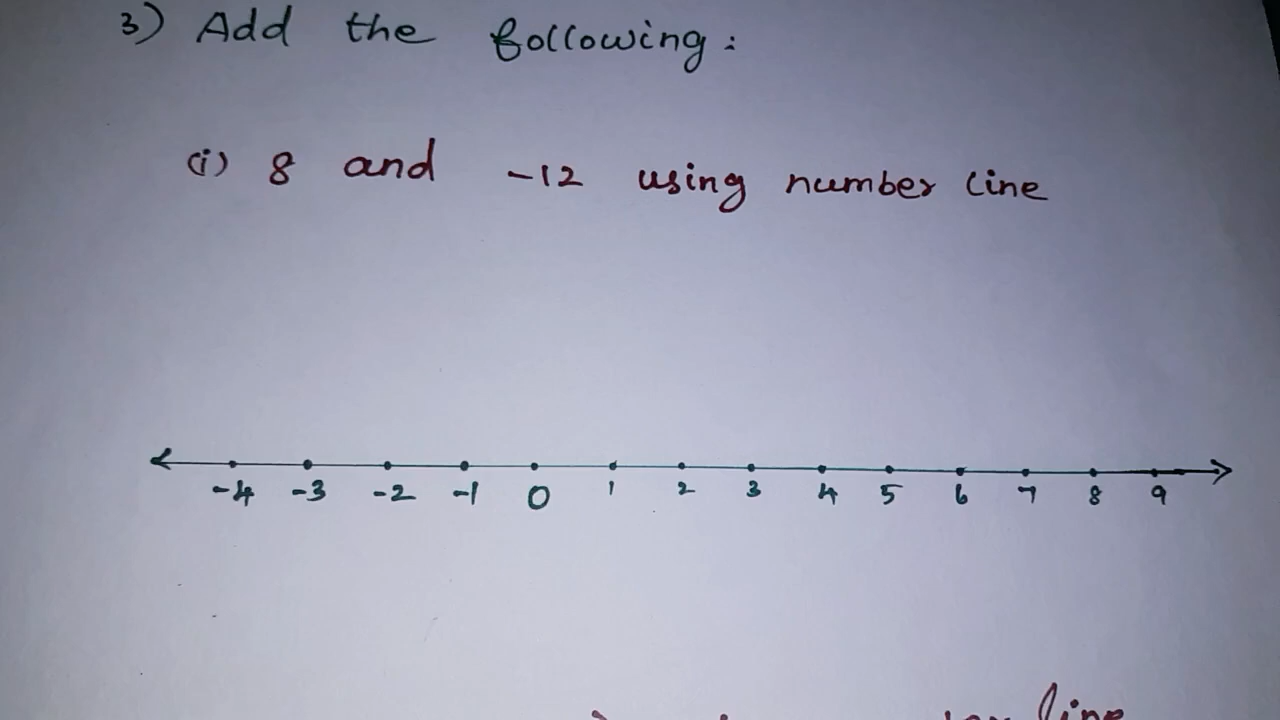 3) Add the following :
(i) 8 and -12 using number line
-4 -3 -2 -1 0 1 2 3 4 5 6 7 8 9
line